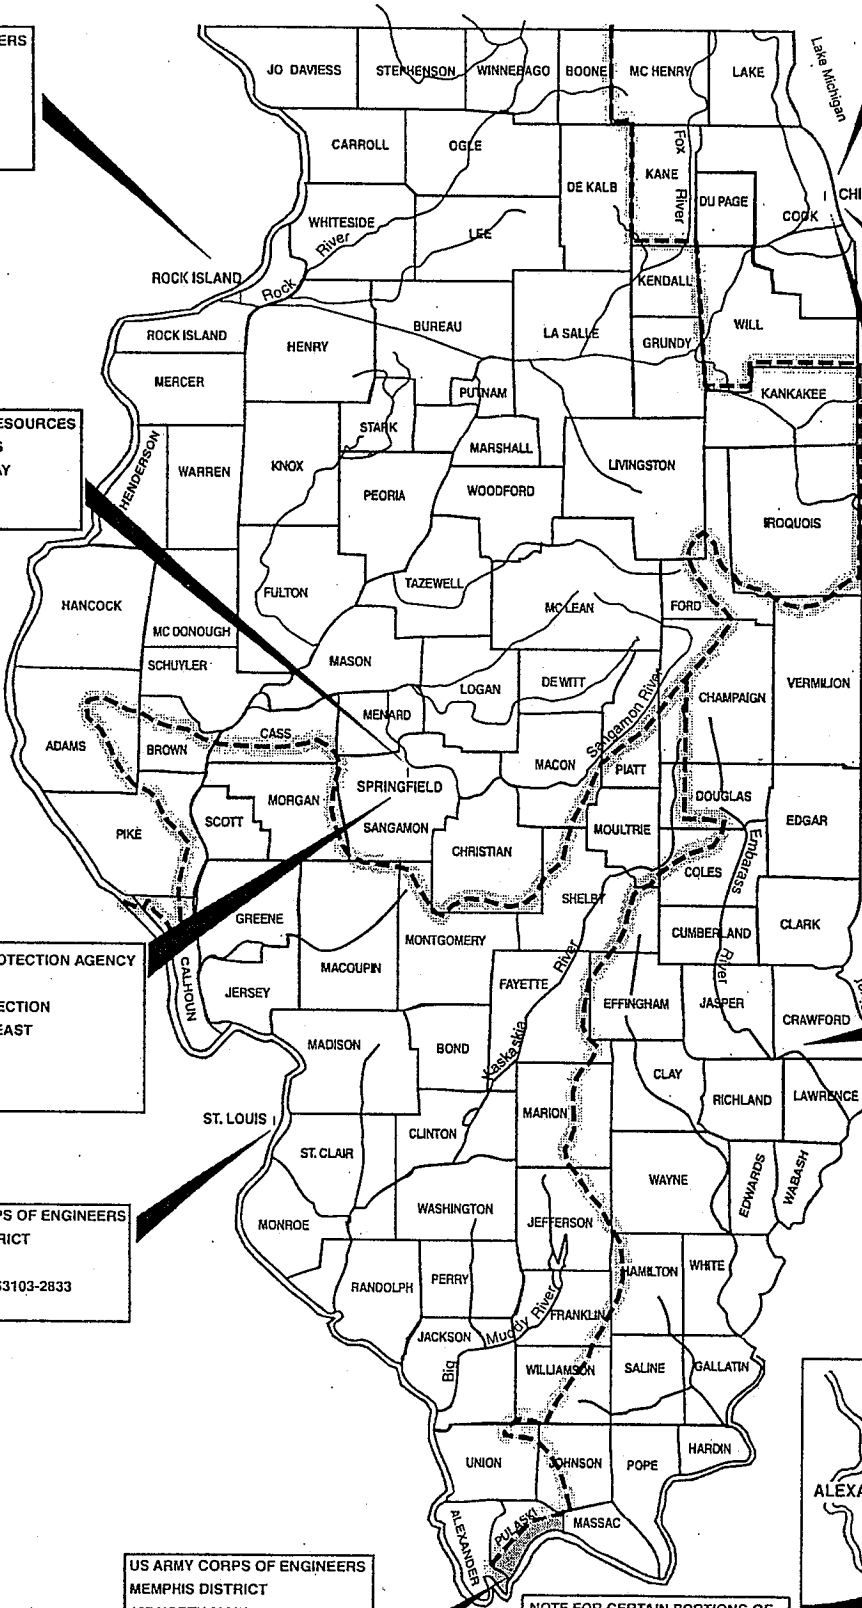 ERS
JO DAVIESS
STEPHENSON
WINNEBAGO
BOONE
MC HENRY
LAKE
Lake Michigan
CARROLL
OGLE
DE KALB
KANE
Fox
River
DU PAGE
COOK
CHI
WHITESIDE
River
LEE
ROCK ISLAND
Rock
KENDALL
ROCK ISLAND
HENRY
BUREAU
LA SALLE
GRUNDY
WILL
MERCER
PUTNAM
KANKAKEE
ESOURCES
S
AY
STARK
MARSHALL
HENDERSON
WARREN
KNOX
PEORIA
WOODFORD
LIVINGSTON
IROQUOIS
HANCOCK
FULTON
TAZEWELL
MC LEAN
FORD
MC DONOUGH
SCHUYLER
MASON
LOGAN
DE WITT
CHAMPAIGN
VERMILION
MENARD
Sangamon River
ADAMS
BROWN
CASS
MACON
PIATT
SPRINGFIELD
MORGAN
DOUGLAS
PIKE
SCOTT
SANGAMON
CHRISTIAN
MOULTRIE
EDGAR
Embarass
COLES
GREENE
SHELBY
MONTGOMERY
CUMBERLAND
CLARK
OTECTION AGENCY
ECTION
EAST
CALHOUN
JERSEY
MACOUPIN
FAYETTE
River
EFFINGHAM
JASPER
River
CRAWFORD
MADISON
BOND
Kaskaskia
CLAY
RICHLAND
LAWRENCE
ST. LOUIS
ST. CLAIR
CLINTON
MARION
WAYNE
EDWARDS
WABASH
PS OF ENGINEERS
RICT
63103-2833
MONROE
WASHINGTON
JEFFERSON
HAMILTON
WHITE
RANDOLPH
PERRY
FRANKLIN
JACKSON
Big
Muddy River
WILLIAMSON
SALINE
GALLATIN
UNION
JOHNSON
POPE
HARDIN
ALEXA
ALEXANDER
PULASKI
MASSAC
US ARMY CORPS OF ENGINEERS
MEMPHIS DISTRICT
NOTE FOR CERTAIN PORTIONS OF